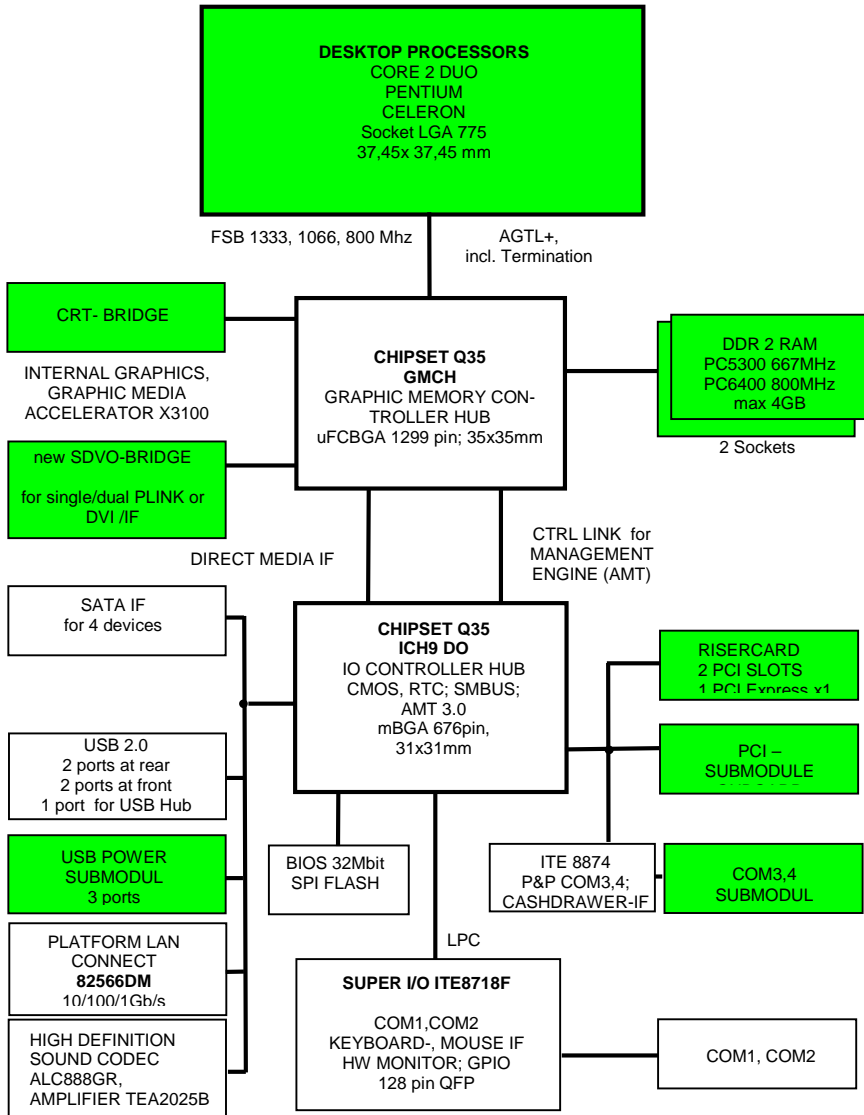 DESKTOP PROCESSORS
CORE 2 DUO
PENTIUM
CELERON
Socket LGA 775
37,45x 37,45 mm
FSB 1333, 1066, 800 Mhz
AGTL+,
incl. Termination
CRT- BRIDGE
INTERNAL GRAPHICS,
GRAPHIC MEDIA
ACCELERATOR X3100
new SDVO-BRIDGE
for single/dual PLINK or
DVI /IF
CHIPSET Q35
GMCH
GRAPHIC MEMORY CON-
TROLLER HUB
uFCBGA 1299 pin; 35x35mm
DDR 2 RAM
PC5300 667MHz
PC6400 800MHz
max 4GB
2 Sockets
DIRECT MEDIA IF
CTRL LINK for
MANAGEMENT
ENGINE (AMT)
SATA IF
for 4 devices
USB 2.0
2 ports at rear
2 ports at front
1 port for USB Hub
USB POWER
SUBMODUL
3 ports
PLATFORM LAN
CONNECT
82566DM
10/100/1Gb/s
HIGH DEFINITION
SOUND CODEC
ALC888GR,
AMPLIFIER TEA2025B
CHIPSET Q35
ICH9 DO
IO CONTROLLER HUB
CMOS, RTC; SMBUS;
AMT 3.0
mBGA 676pin,
31x31mm
RISERCARD
2 PCI SLOTS
1 PCI Express x1
PCI –
SUBMODULE
BIOS 32Mbit
SPI FLASH
ITE 8874
P&P COM3,4;
CASHDRAWER-IF
COM3,4
SUBMODUL
LPC
SUPER I/O ITE8718F
COM1,COM2
KEYBOARD-, MOUSE IF
HW MONITOR; GPIO
128 pin QFP
COM1, COM2